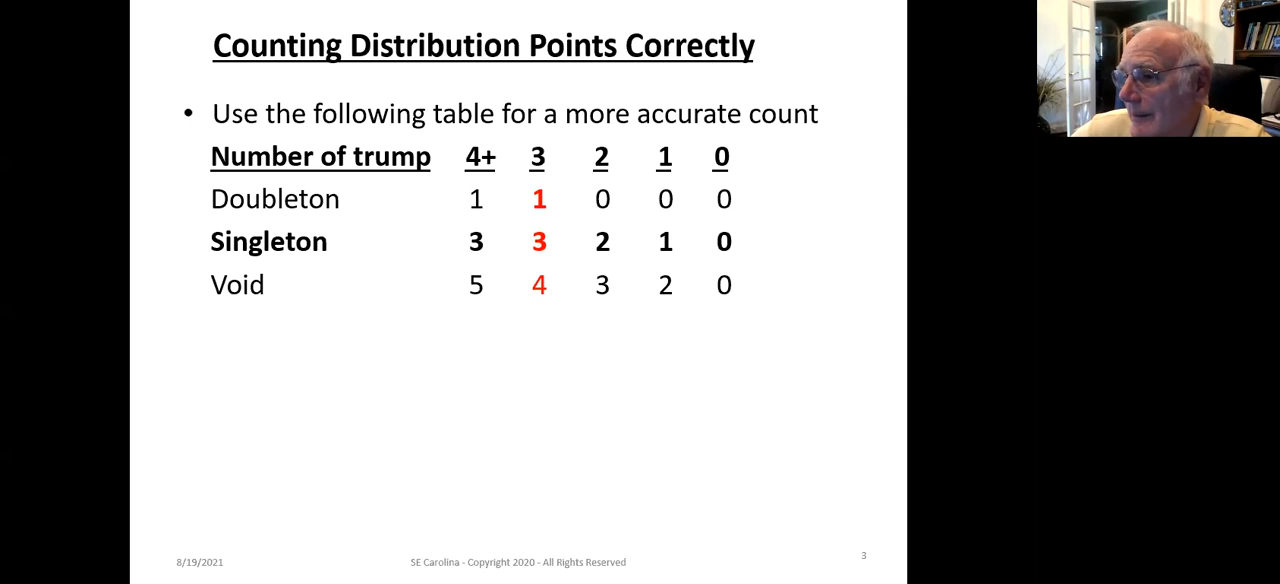 Counting Distribution Points Correctly
• Use the following table for a more accurate count
Number of trump 4+ 3 2 1 0
Doubleton 1 1 0 0 0
Singleton 3 3 2 1 0
Void 5 4 3 2 0
8/19/2021 SE Carolina - Copyright 2020 - All Rights Reserved 3